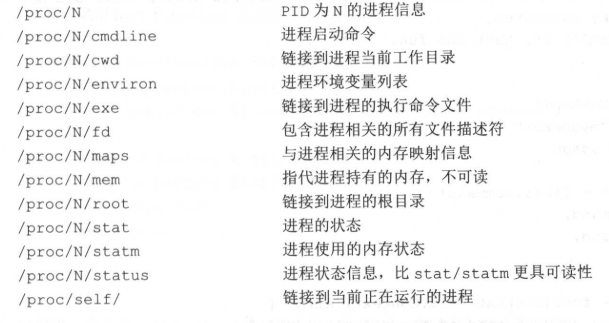 /proc/N PID 为 N 的进程信息
/proc/N/cmdline 进程启动命令
/proc/N/cwd 链接到进程当前工作目录
/proc/N/environ 进程环境变量列表
/proc/N/exe 链接到进程的执行命令文件
/proc/N/fd 包含进程相关的所有文件描述符
/proc/N/maps 与进程相关的内存映射信息
/proc/N/mem 指代进程持有的内存，不可读
/proc/N/root 链接到进程的根目录
/proc/N/stat 进程的状态
/proc/N/statm 进程使用的内存状态
/proc/N/status 进程状态信息，比 stat/statm 更具可读性
/proc/self/ 链接到当前正在运行的进程